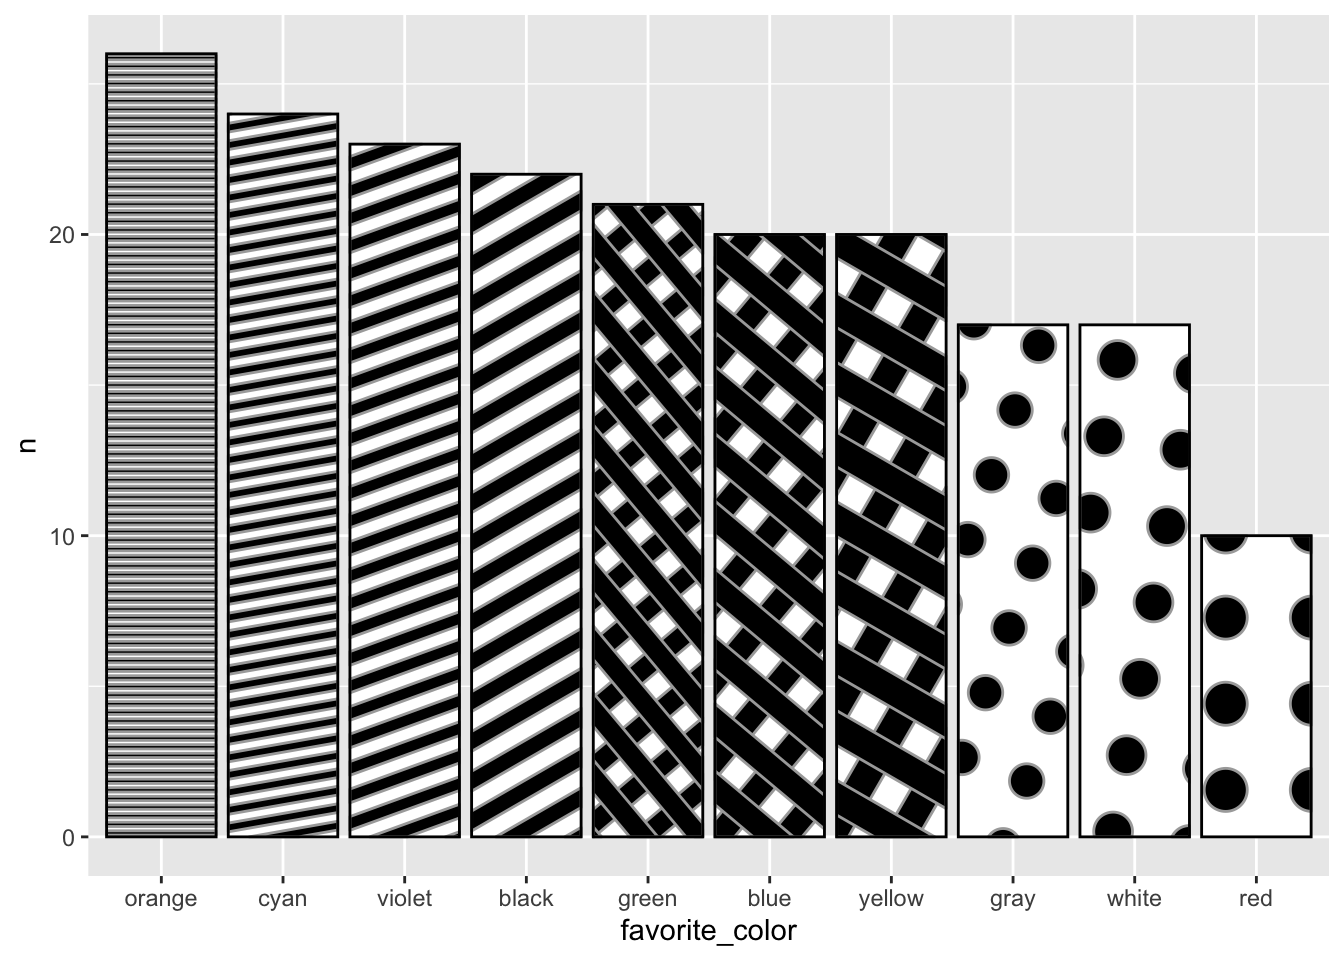 20
10
0
n
orange cyan violet black green blue yellow gray white red
favorite_color